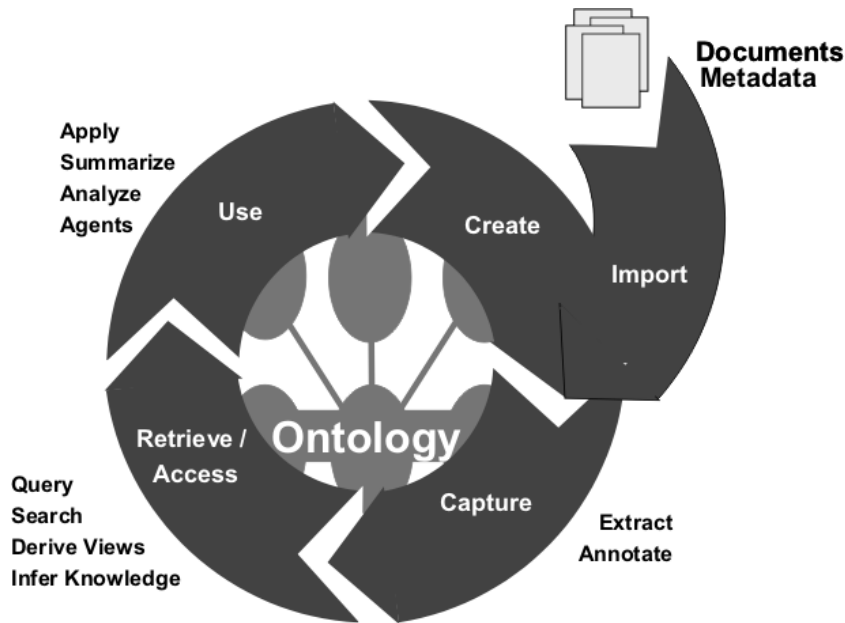 Documents
Metadata
Apply
Summarize
Analyze
Agents
Use
Create
Import
Retrieve /
Access
Ontology
Capture
Query
Search
Derive Views
Infer Knowledge
Extract
Annotate